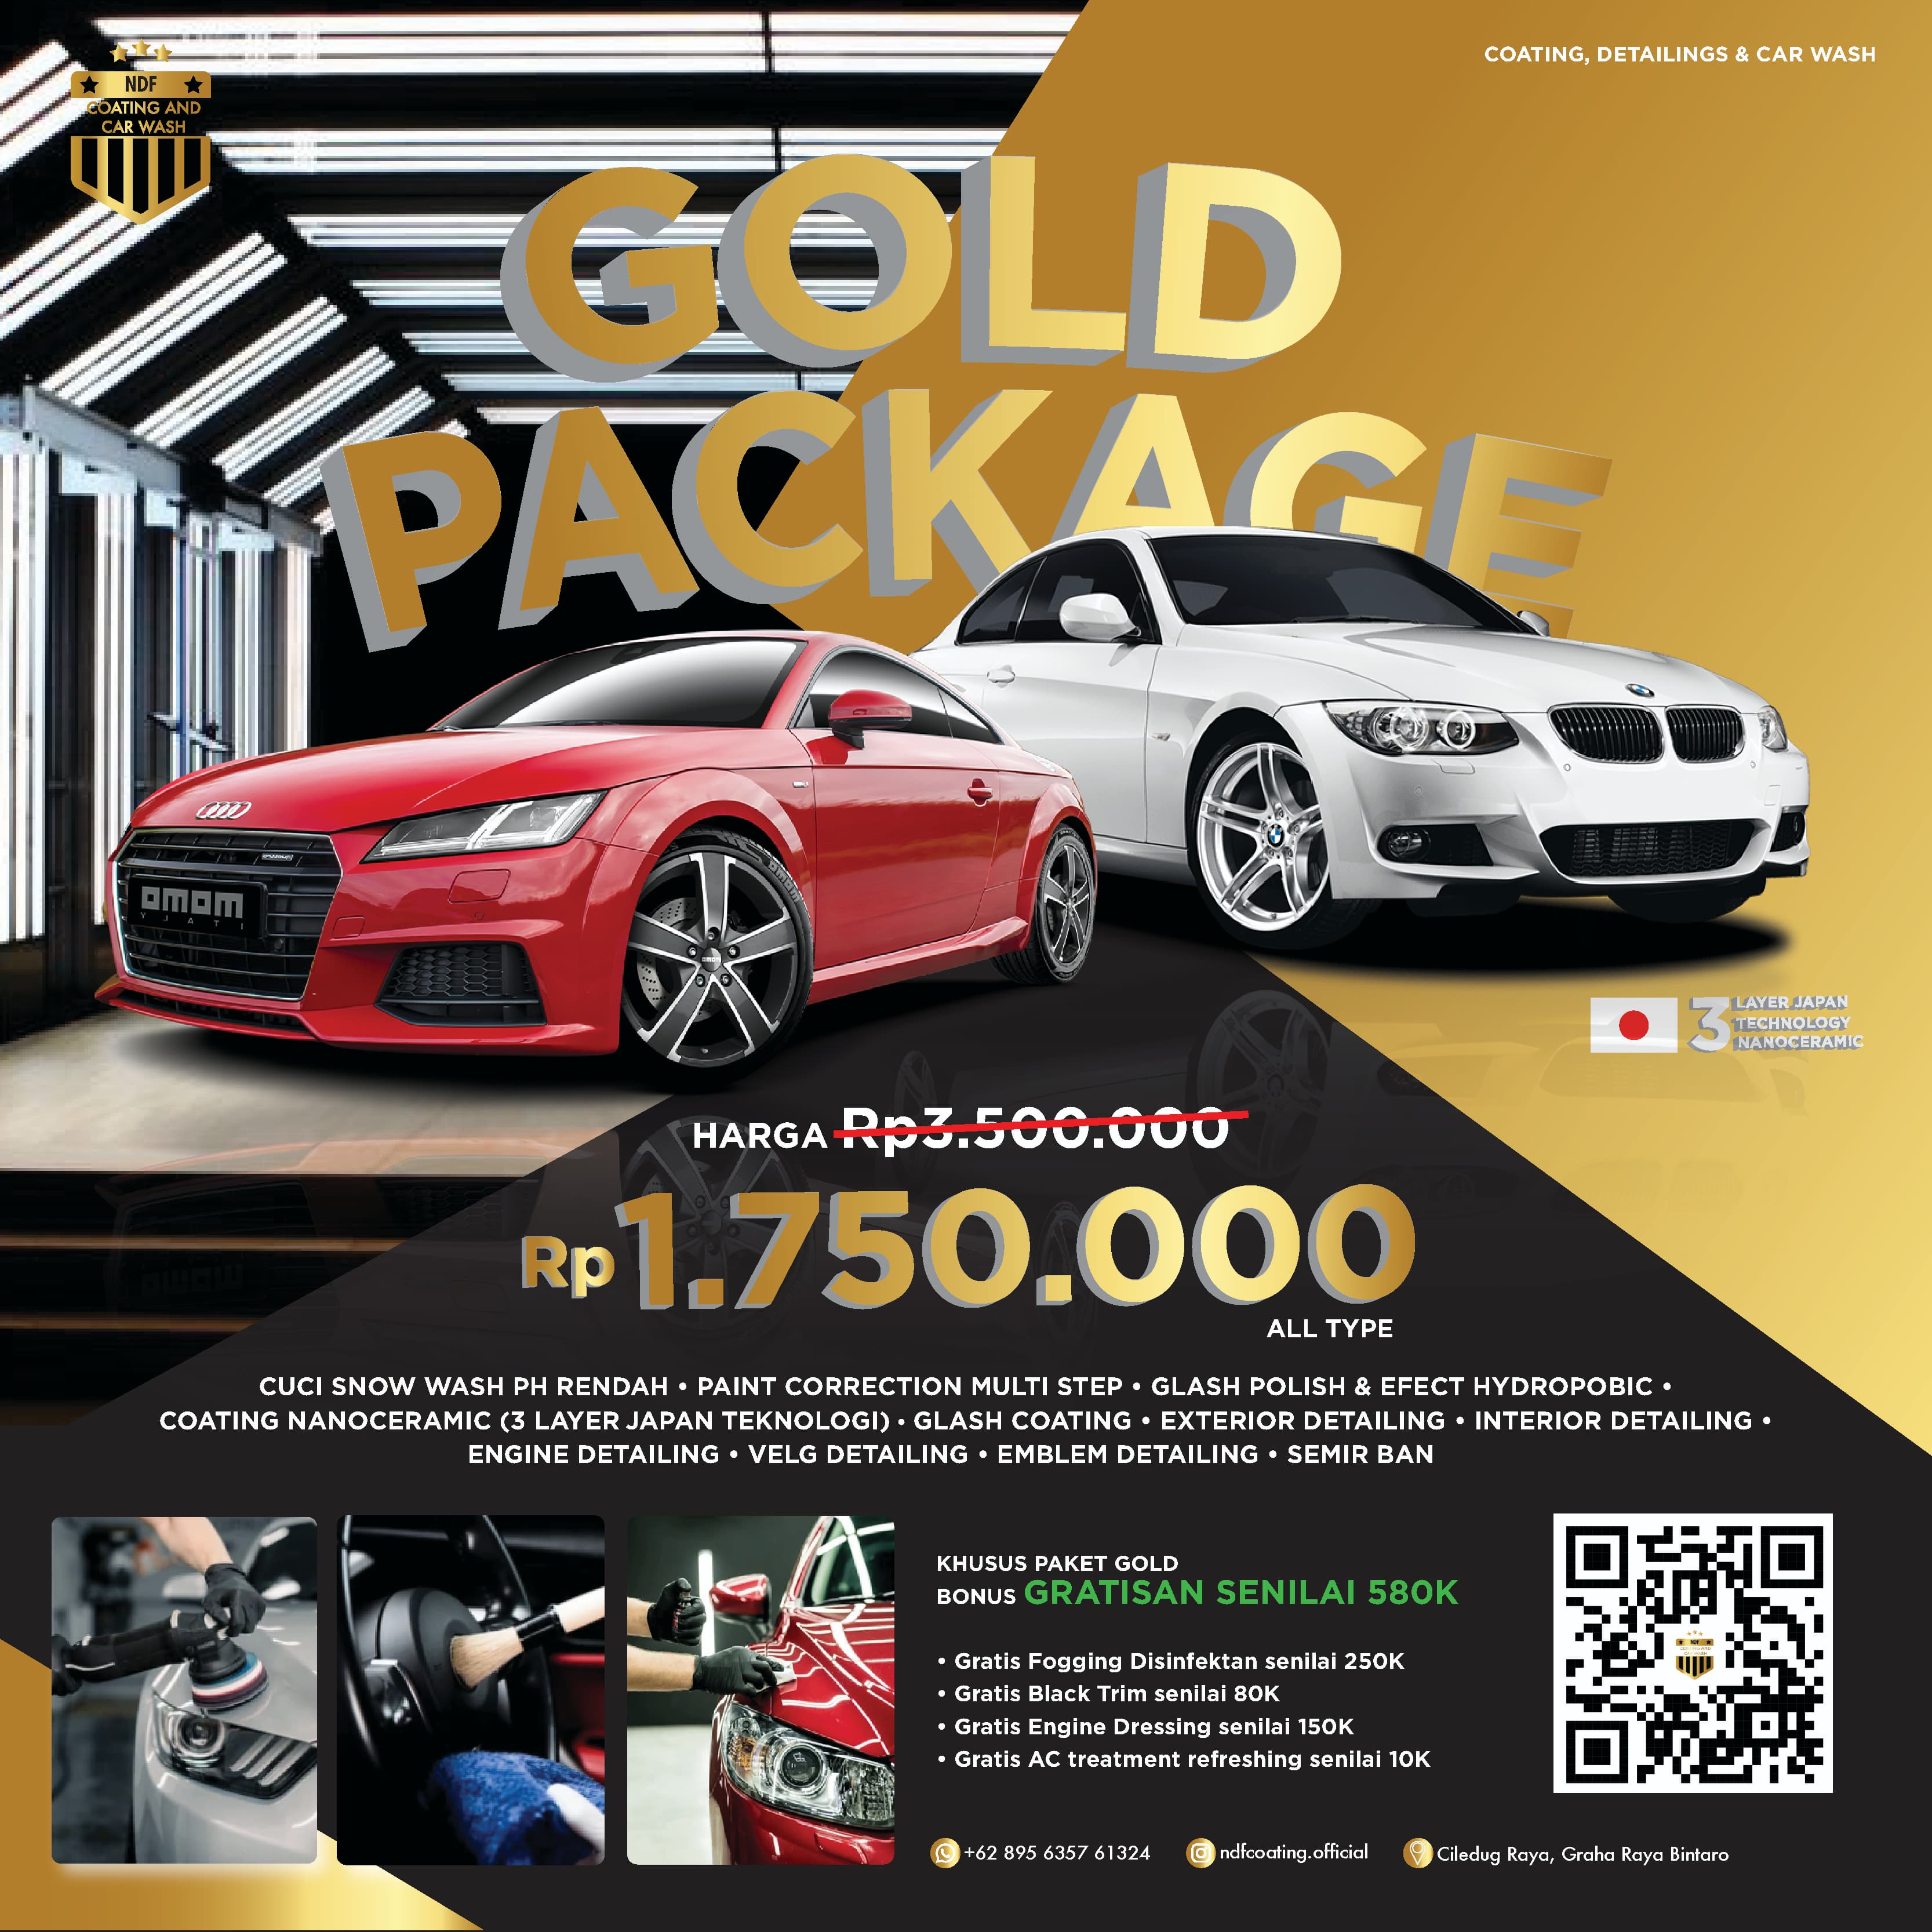 NDF
COATING AND
CAR WASH
COATING, DETAILINGS & CAR WASH
GOLD
PACKAGE
momo
ITALY
3 LAYER JAPAN
TECHNOLOGY
NANOCERAMIC
HARGA Rp3.500.000
Rp1.750.000
ALL TYPE
CUCI SNOW WASH PH RENDAH • PAINT CORRECTION MULTI STEP • GLASH POLISH & EFECT HYDROPOBIC •
COATING NANOCERAMIC (3 LAYER JAPAN TEKNOLOGI) • GLASH COATING • EXTERIOR DETAILING • INTERIOR DETAILING •
ENGINE DETAILING • VELG DETAILING • EMBLEM DETAILING • SEMIR BAN
KHUSUS PAKET GOLD
BONUS GRATISAN SENILAI 580K
• Gratis Fogging Disinfektan senilai 250K
• Gratis Black Trim senilai 80K
• Gratis Engine Dressing senilai 150K
• Gratis AC treatment refreshing senilai 10K
NDF
+62 895 6357 61324
ndfcoating.official
Ciledug Raya, Graha Raya Bintaro